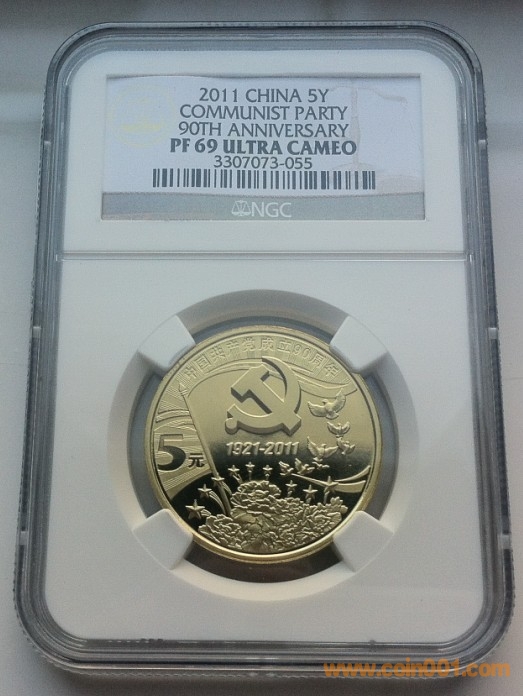 2011 CHINA 5Y
COMMUNIST PARTY
90TH ANNIVERSARY
PF 69 ULTRA CAMEO
3307073-055
NGC
中国共产党成立90周年
5元
1921-2011
www.coin001.com